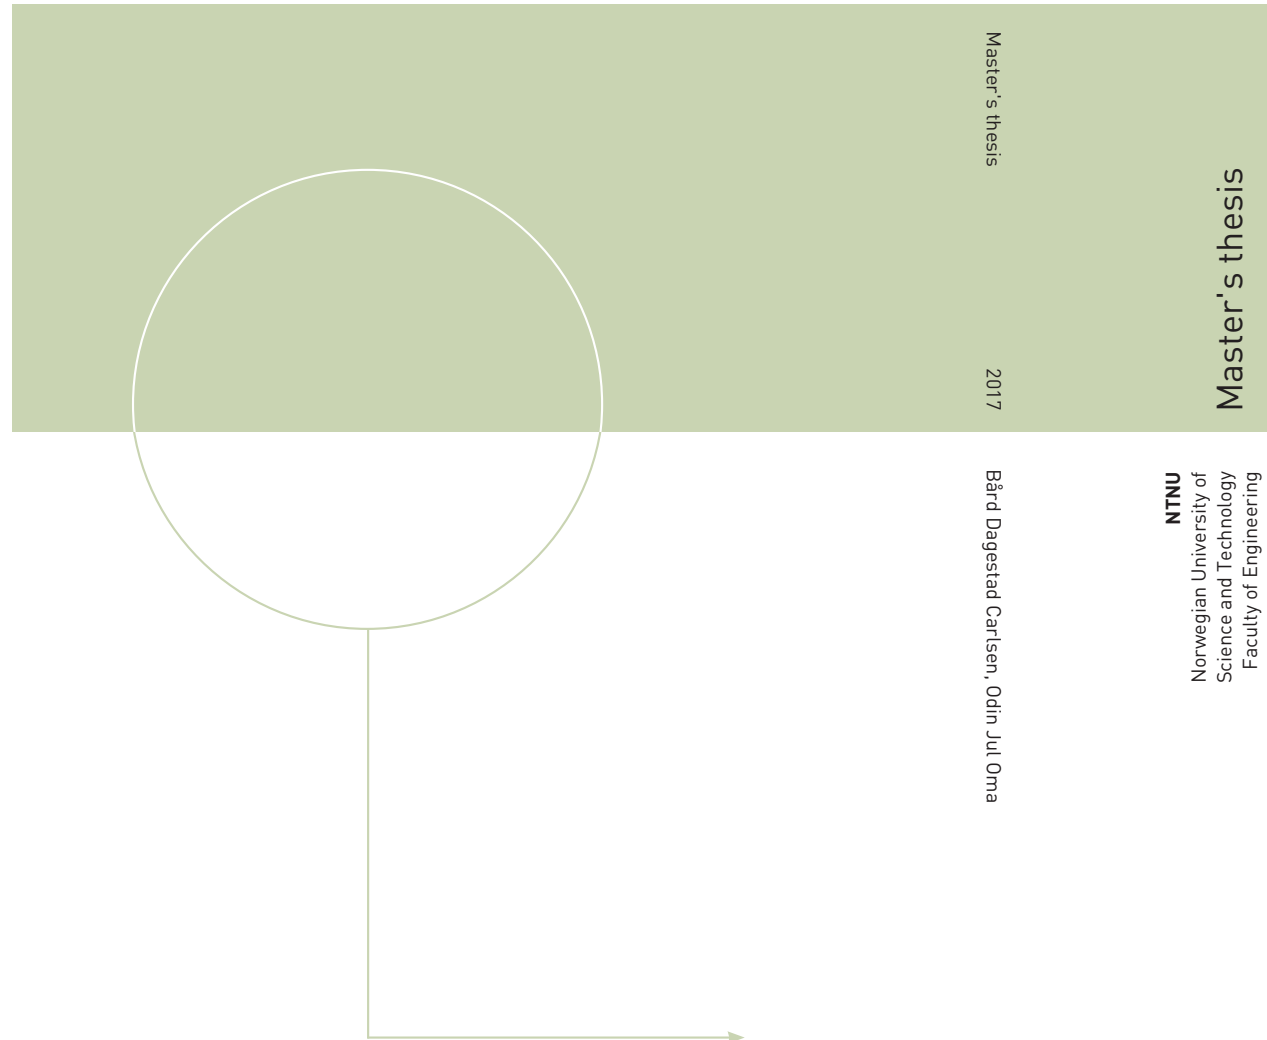 Master's thesis
2017
Bård Dagestad Carlsen, Odin Jul Oma
Master's thesis
NTNU
Norwegian University of
Science and Technology
Faculty of Engineering